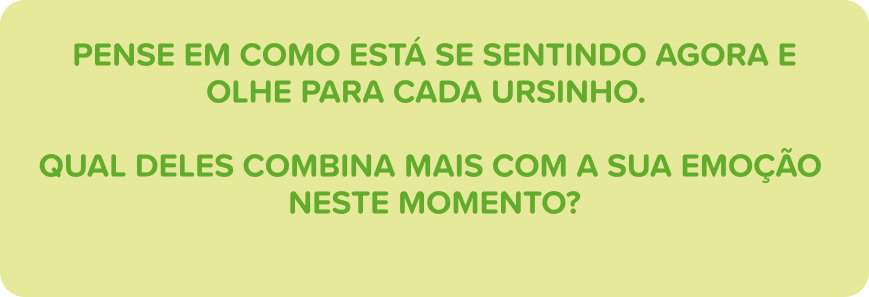 PENSE EM COMO ESTÁ SE SENTINDO AGORA E
OLHE PARA CADA URSINHO.
QUAL DELES COMBINA MAIS COM A SUA EMOÇÃO
NESTE MOMENTO?